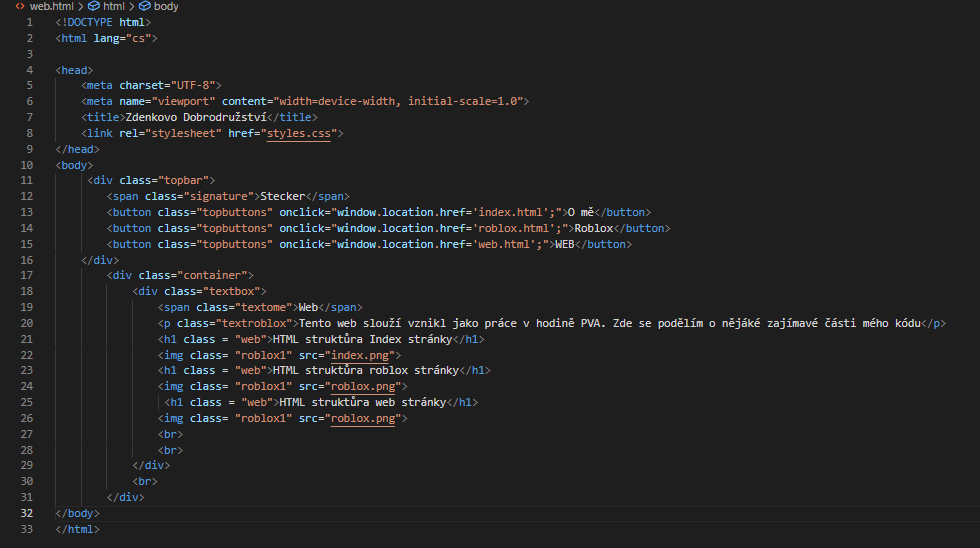 web.html > html > body
1 <!DOCTYPE html>
2 <html lang="cs">
3
4 <head>
5 <meta charset="UTF-8">
6 <meta name="viewport" content="width=device-width, initial-scale=1.0">
7 <title>Zdenkovo Dobrodružství</title>
8 <link rel="stylesheet" href="styles.css">
9 </head>
10 <body>
11 <div class="topbar">
12 <span class="signature">Stecker</span>
13 <button class="topbuttons" onclick="window.location.href='index.html';">O mě</button>
14 <button class="topbuttons" onclick="window.location.href='roblox.html';">Roblox</button>
15 <button class="topbuttons" onclick="window.location.href='web.html';">WEB</button>
16 </div>
17 <div class="container">
18 <div class="textbox">
19 <span class="textome">Web</span>
20 <p class="textroblox">Tento web slouží vznikl jako práce v hodině PVA. Zde se podělím o nějáké zajímavé části mého kódu</p>
21 <h1 class = "web">HTML struktůra Index stránky</h1>
22 <img class= "roblox1" src="index.png">
23 <h1 class = "web">HTML struktůra roblox stránky</h1>
24 <img class= "roblox1" src="roblox.png">
25 <h1 class = "web">HTML struktůra web stránky</h1>
26 <img class= "roblox1" src="roblox.png">
27 <br>
28 <br>
29 </div>
30 <br>
31 </div>
32 </body>
33 </html>